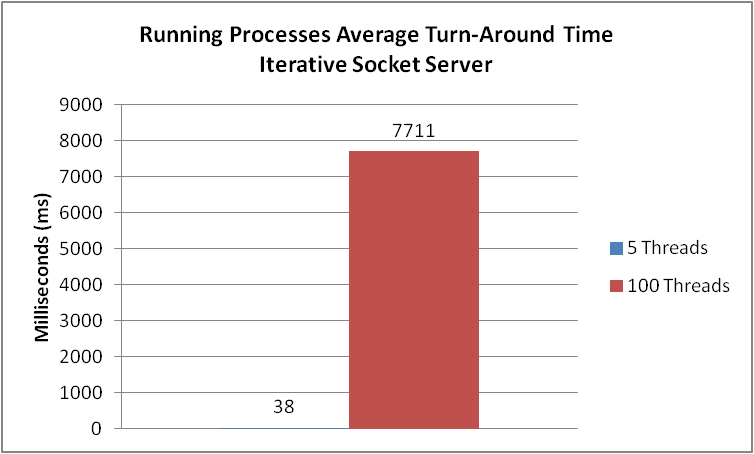 Running Processes Average Turn-Around Time
Iterative Socket Server
Milliseconds (ms)
9000
8000
7000
6000
5000
4000
3000
2000
1000
0
38
7711
5 Threads
100 Threads